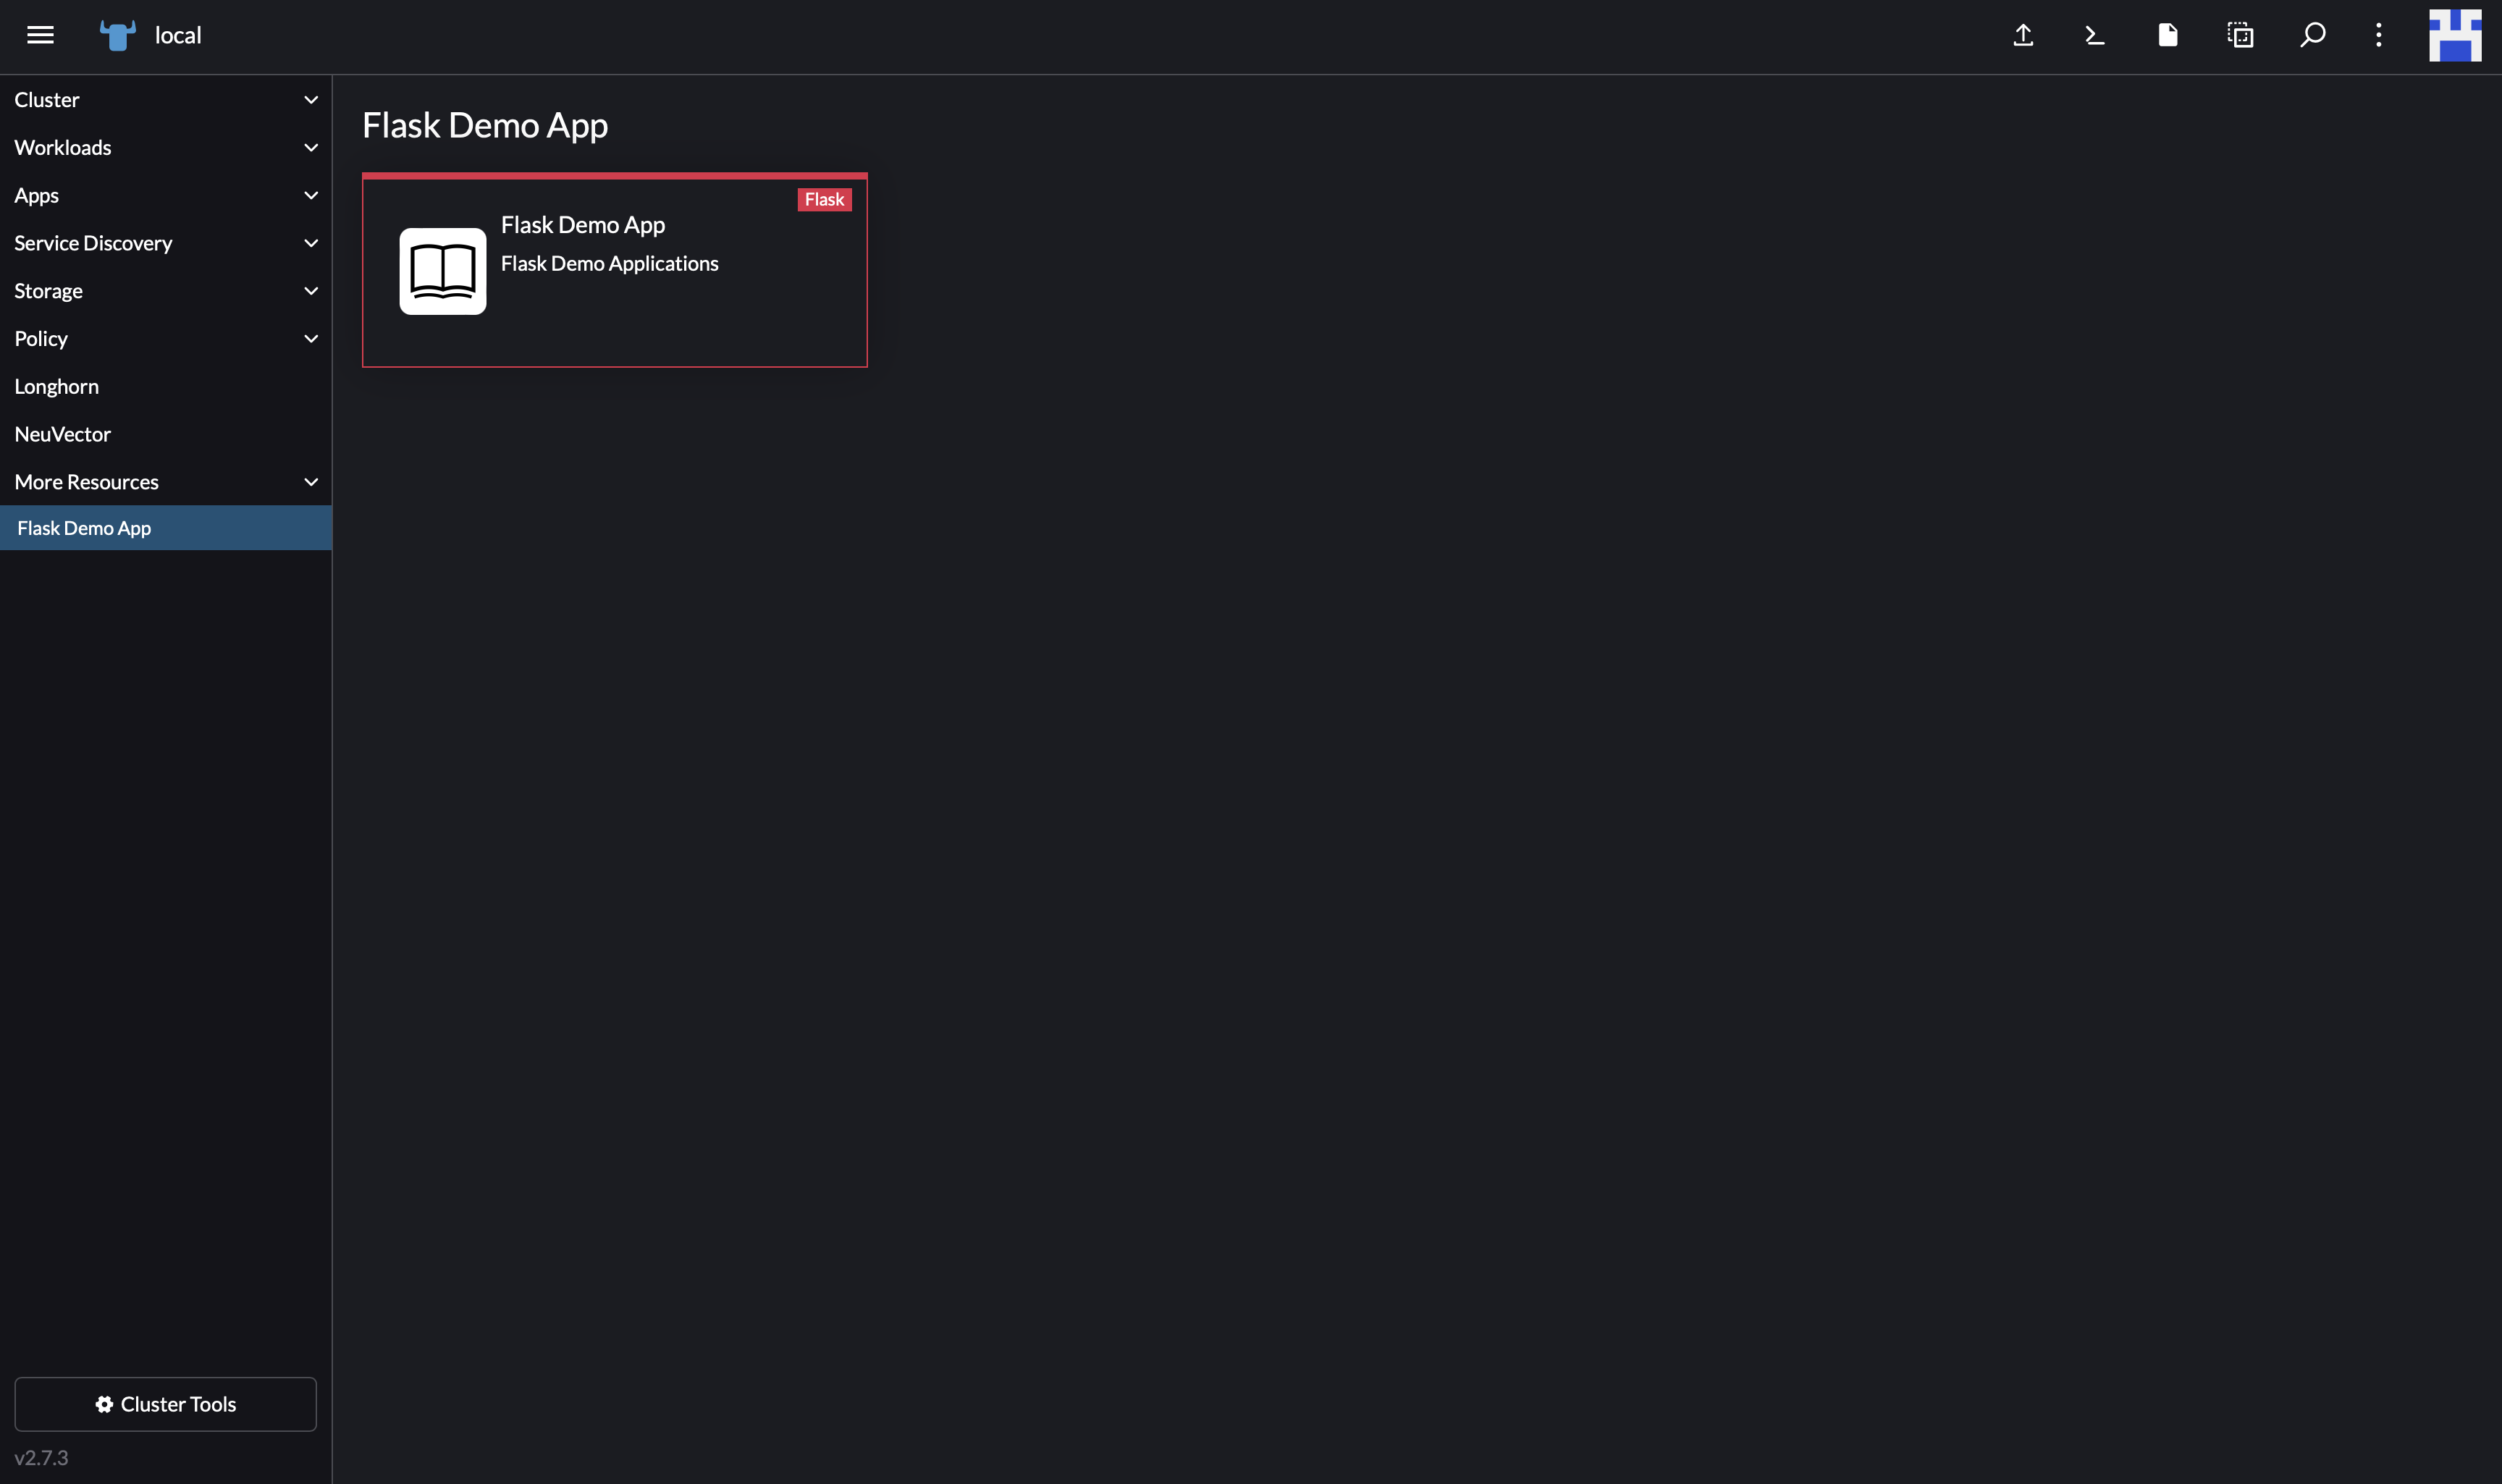 local
Cluster
Workloads
Apps
Service Discovery
Storage
Policy
Longhorn
NeuVector
More Resources
Flask Demo App
Cluster Tools
v2.7.3
Flask Demo App
Flask
Flask Demo App
Flask Demo Applications